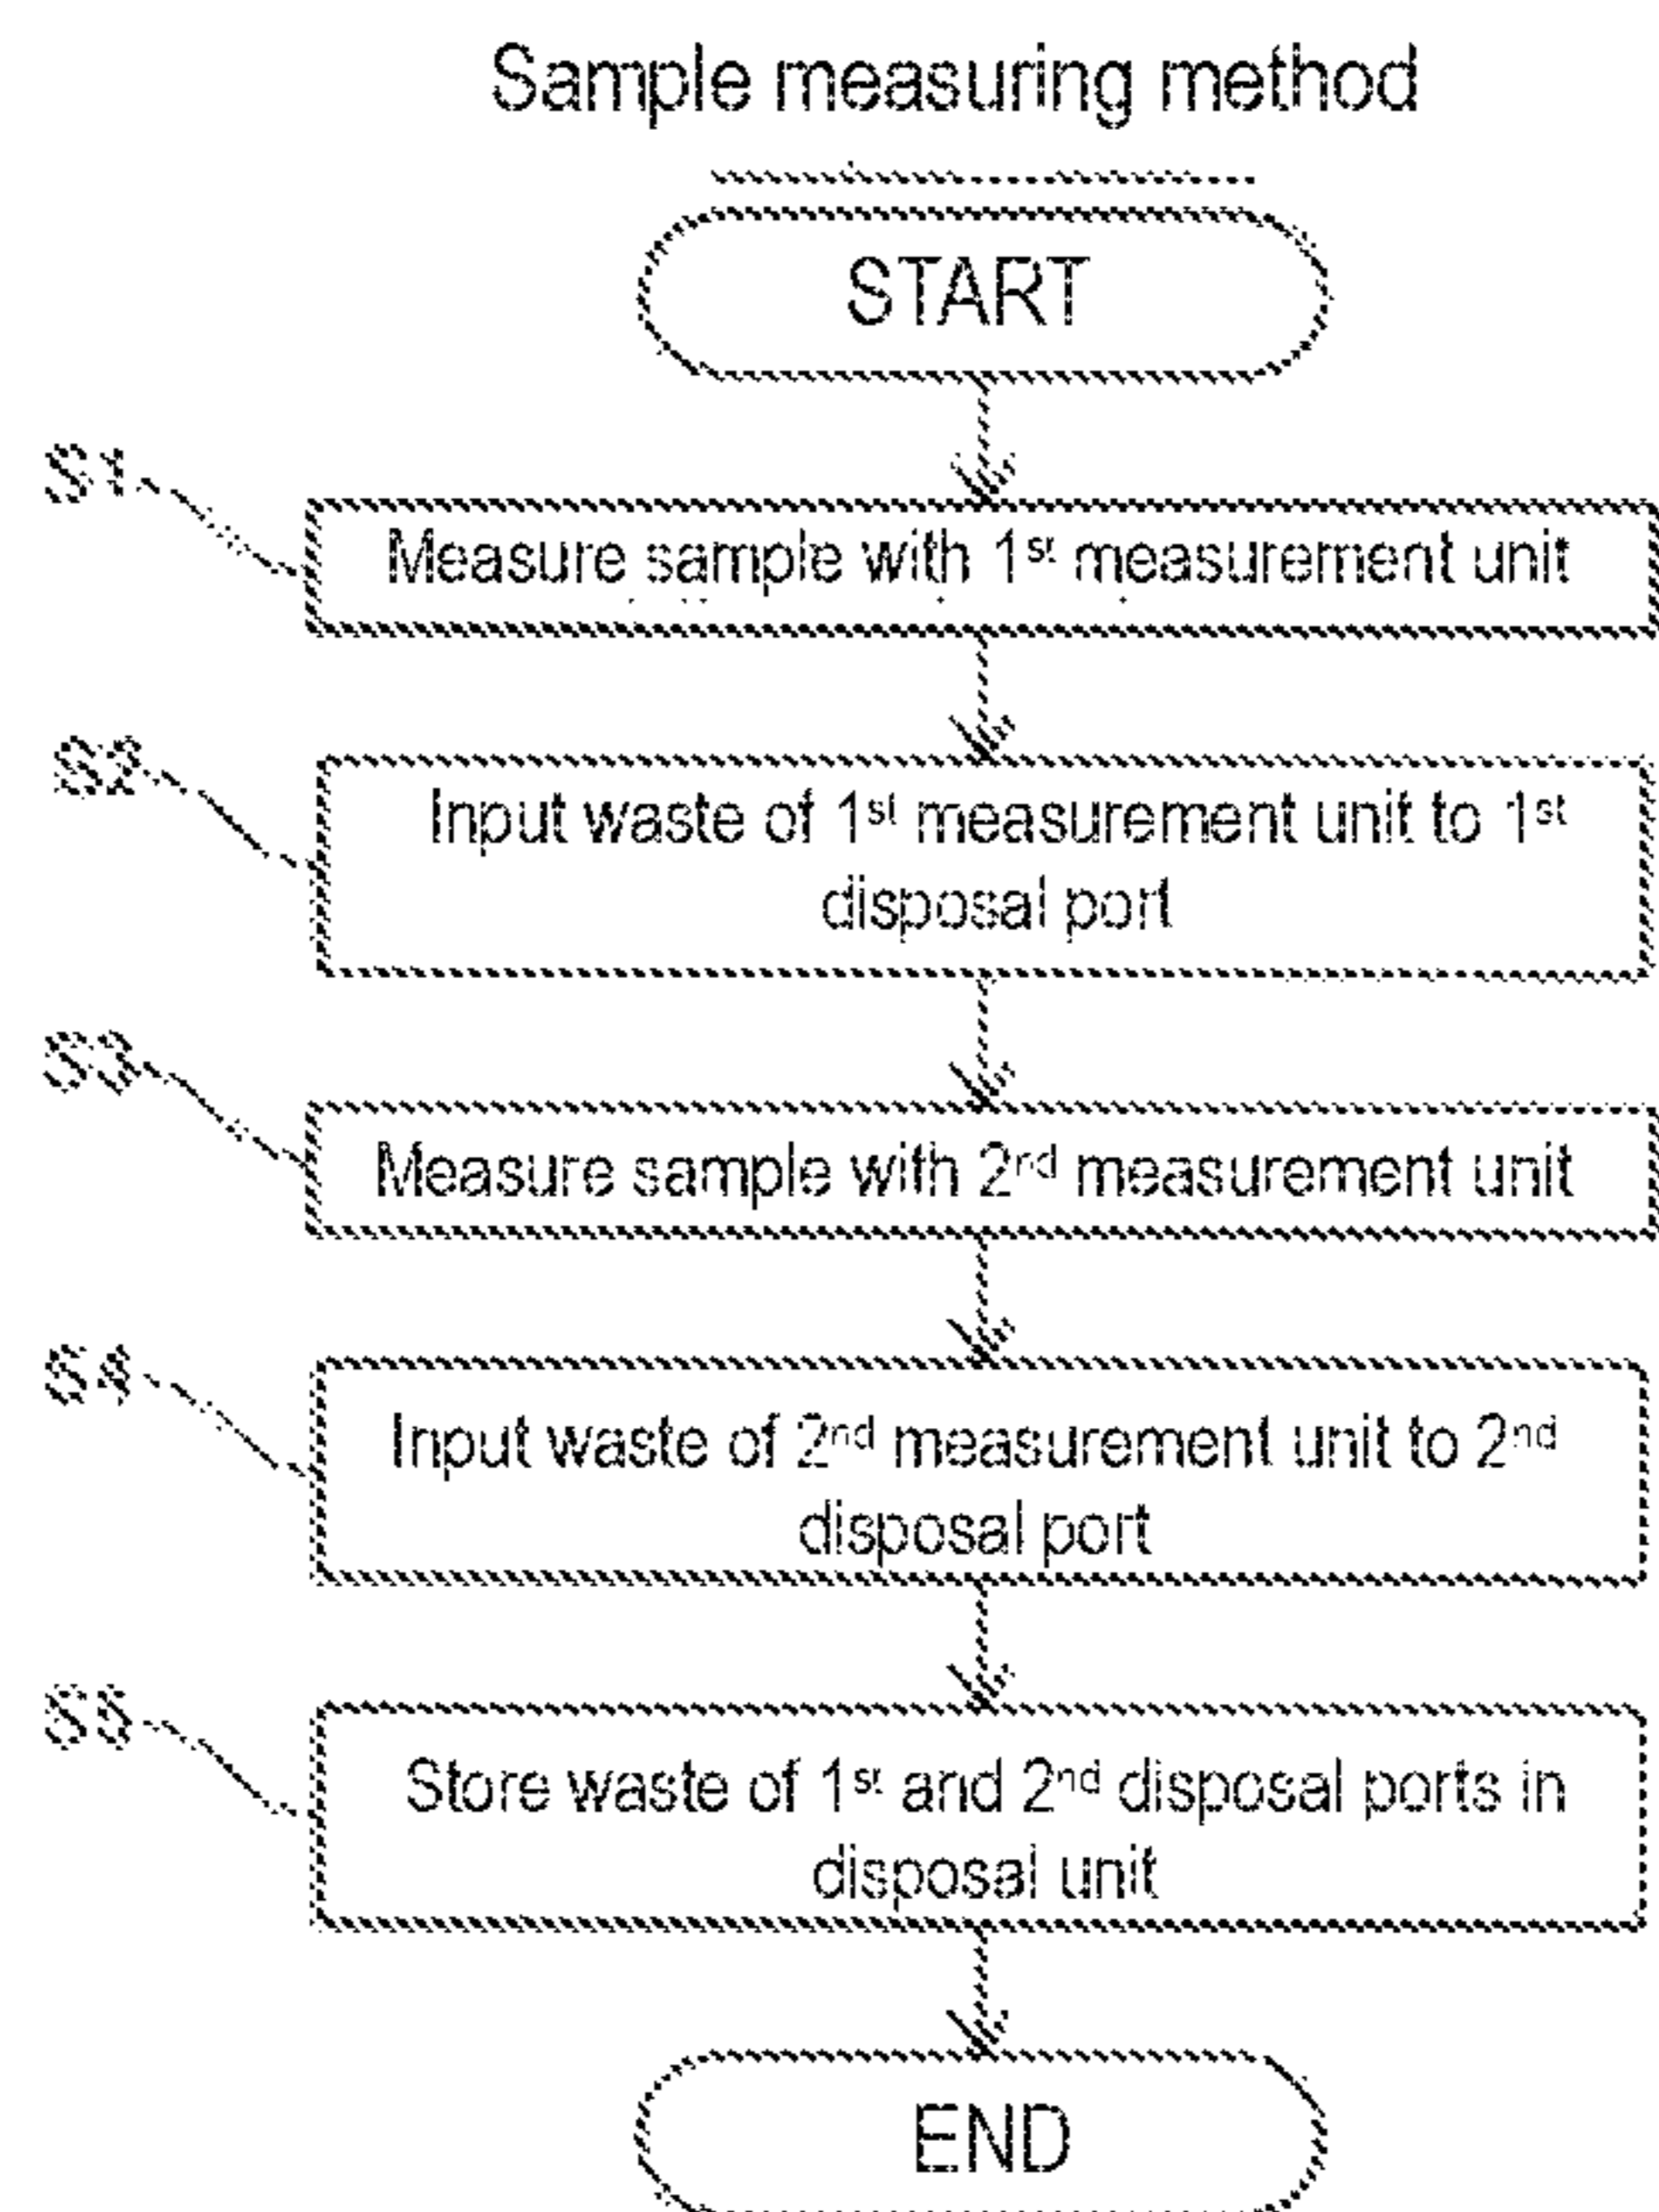 Sample measuring method
START
S1
Measure sample with 1st measurement unit
S2
Input waste of 1st measurement unit to 1st
disposal port
S3
Measure sample with 2nd measurement unit
S4
Input waste of 2nd measurement unit to 2nd
disposal port
S5
Store waste of 1st and 2nd disposal ports in
disposal unit
END